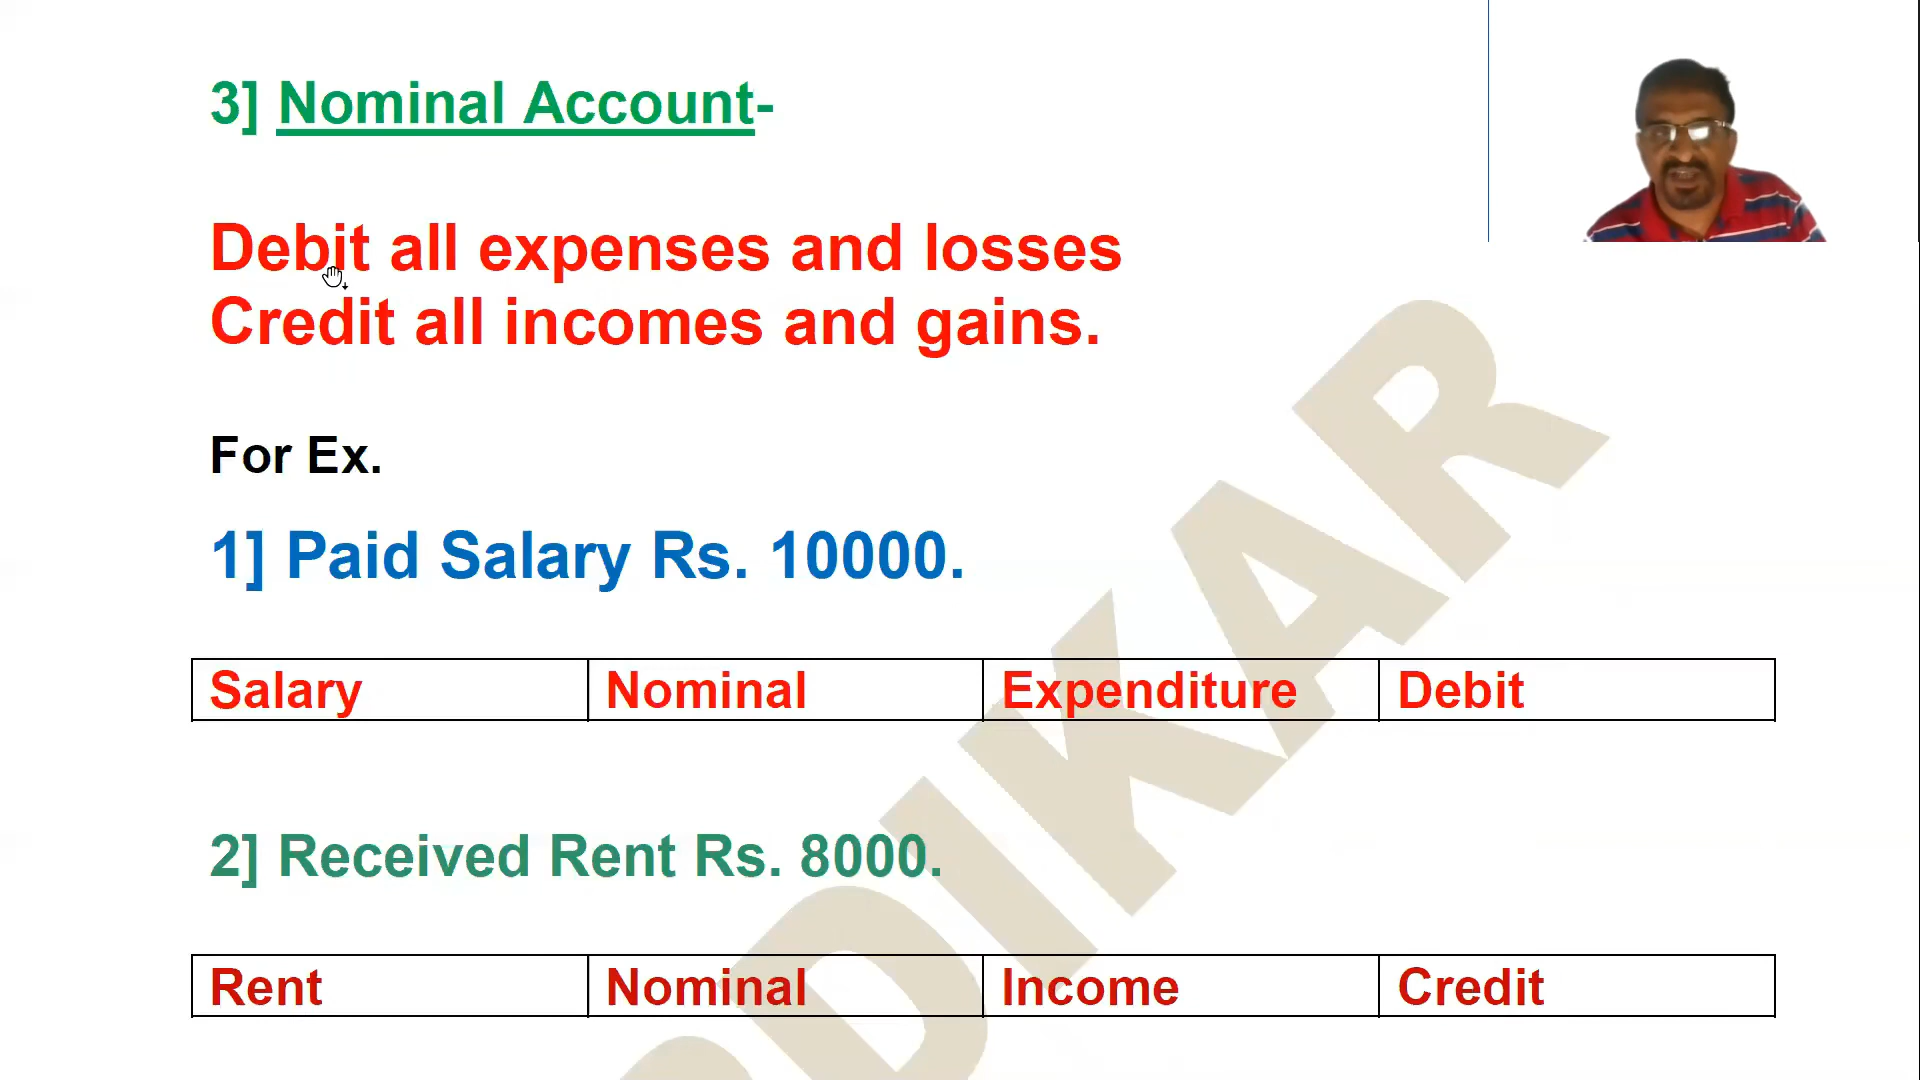 3] Nominal Account-
Debit all expenses and losses
Credit all incomes and gains.
For Ex.
1] Paid Salary Rs. 10000.
Salary Nominal Expenditure Debit
2] Received Rent Rs. 8000.
Rent Nominal Income Credit
DIKAR